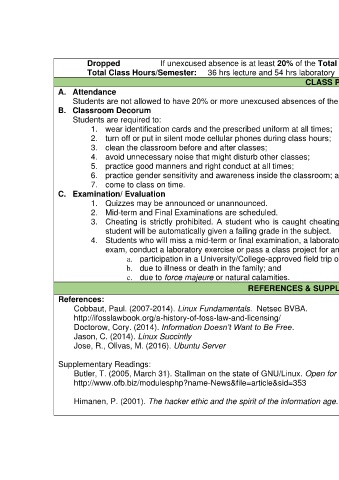 Dropped If unexcused absence is at least 20% of the Total
Total Class Hours/Semester: 36 hrs lecture and 54 hrs laboratory
CLASS P
A. Attendance
Students are not allowed to have 20% or more unexcused absences of the
B. Classroom Decorum
Students are required to:
1. wear identification cards and the prescribed uniform at all times;
2. turn off or put in silent mode cellular phones during class hours;
3. clean the classroom before and after classes;
4. avoid unnecessary noise that might disturb other classes;
5. practice good manners and right conduct at all times;
6. practice gender sensitivity and awareness inside the classroom; a
7. come to class on time.
C. Examination/ Evaluation
1. Quizzes may be announced or unannounced.
2. Mid-term and Final Examinations are scheduled.
3. Cheating is strictly prohibited. A student who is caught cheating
student will be automatically given a failing grade in the subject.
4. Students who will miss a mid-term or final examination, a laborato
exam, conduct a laboratory exercise or pass a class project for an
a. participation in a University/College-approved field trip o
b. due to illness or death in the family; and
c. due to force majeure or natural calamities.
REFERENCES & SUPPL
References:
Cobbaut, Paul. (2007-2014). Linux Fundamentals. Netsec BVBA.
http://ifosslawbook.org/a-history-of-foss-law-and-licensing/
Doctorow, Cory. (2014). Information Doesn't Want to Be Free.
Jason, C. (2014). Linux Succintly
Jose, R., Olivas, M. (2016). Ubuntu Server
Supplementary Readings:
Butler, T. (2005, March 31). Stallman on the state of GNU/Linux. Open for
http://www.ofb.biz/modulesphp?name-News&file=article&sid=353
Himanen, P. (2001). The hacker ethic and the spirit of the information age.